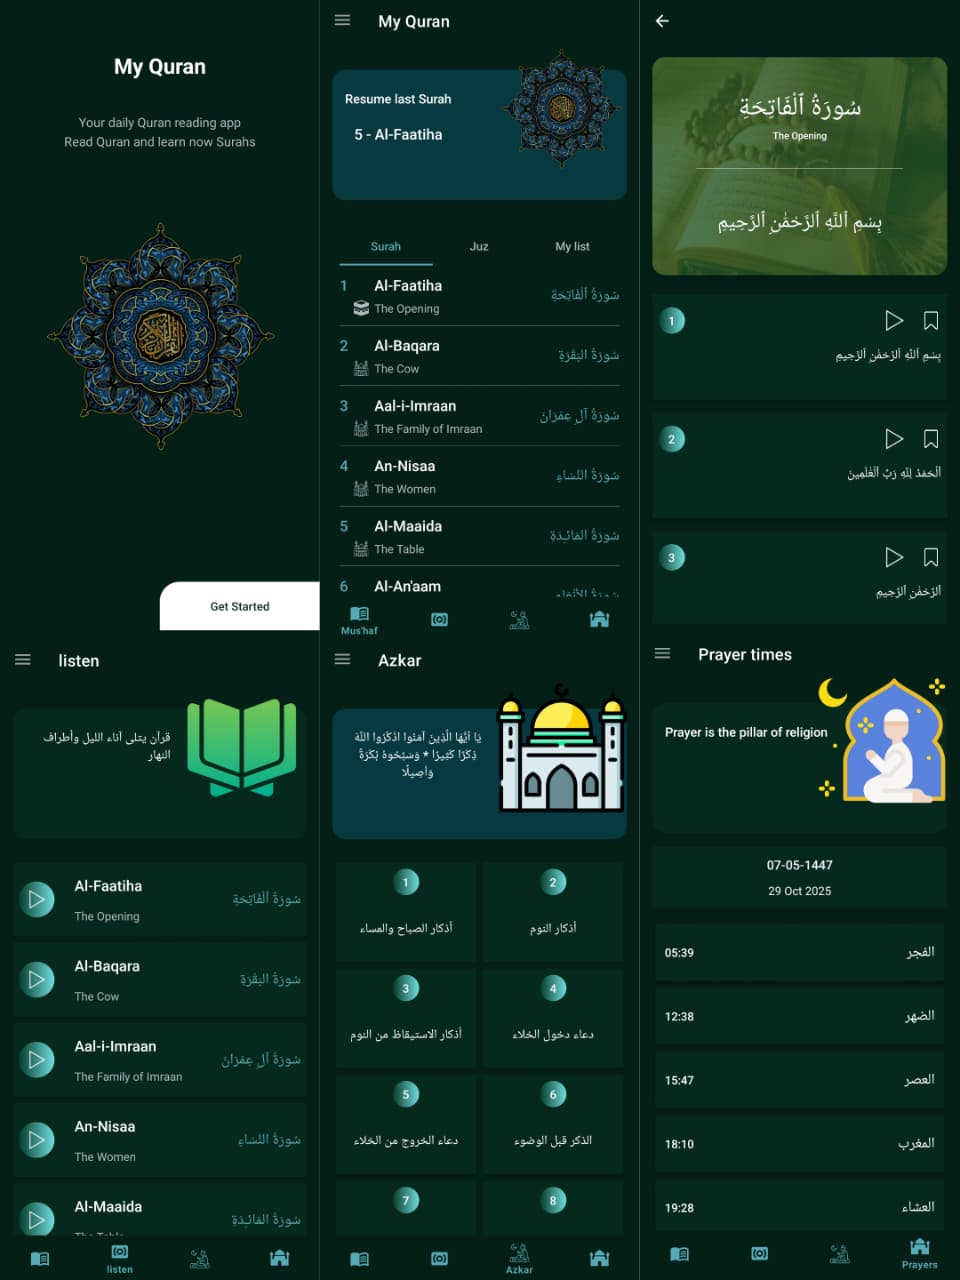 My Quran
Your daily Quran reading app
Read Quran and learn now Surahs
Get Started
My Quran
Resume last Surah
5 - Al-Faatiha
Surah Juz My list
1 Al-Faatiha سُورَةُ ٱلْفَاتِحَةِ
The Opening
2 Al-Baqara سُورَةُ البَقَرَةِ
The Cow
3 Aal-i-Imraan سُورَةُ آلِ عِمۡرَانَ
The Family of Imraan
4 An-Nisaa سُورَةُ النِّسَاءِ
The Women
5 Al-Maaida سُورَةُ المَائـِدَةِ
The Table
6 Al-An'aam
Mus'haf
سُورَةُ ٱلْفَاتِحَةِ
The Opening
بِسْمِ ٱللَّهِ ٱلرَّحْمَٰنِ ٱلرَّحِيمِ
1
بِسْمِ ٱللَّهِ ٱلرَّحْمَٰنِ ٱلرَّحِيمِ
2
ٱلْحَمْدُ لِلَّهِ رَبِّ ٱلْعَٰلَمِينَ
3
ٱلرَّحْمَٰنِ ٱلرَّحِيمِ
listen
قرآن يتلى آناء الليل وأطراف
النهار
Al-Faatiha سُورَةُ ٱلْفَاتِحَةِ
The Opening
Al-Baqara سُورَةُ البَقَرَةِ
The Cow
Aal-i-Imraan سُورَةُ آلِ عِمۡرَانَ
The Family of Imraan
An-Nisaa سُورَةُ النِّسَاءِ
The Women
Al-Maaida سُورَةُ المَائـِدَةِ
The Table
listen
Azkar
يَا أَيُّهَا الَّذِينَ آمَنُوا اذْكُرُوا اللَّهَ
ذِكْرًا كَثِيرًا * وَسَبِّحُوهُ بُكْرَةً
وَأَصِيلًا
1 2
أذكار الصباح والمساء أذكار النوم
3 4
أذكار الاستيقاظ من النوم دعاء دخول الخلاء
5 6
دعاء الخروج من الخلاء الذكر قبل الوضوء
7 8
Azkar
Prayer times
Prayer is the pillar of religion
07-05-1447
29 Oct 2025
05:39 الفجر
12:38 الضهر
15:47 العصر
18:10 المغرب
19:28 العشاء
Prayers